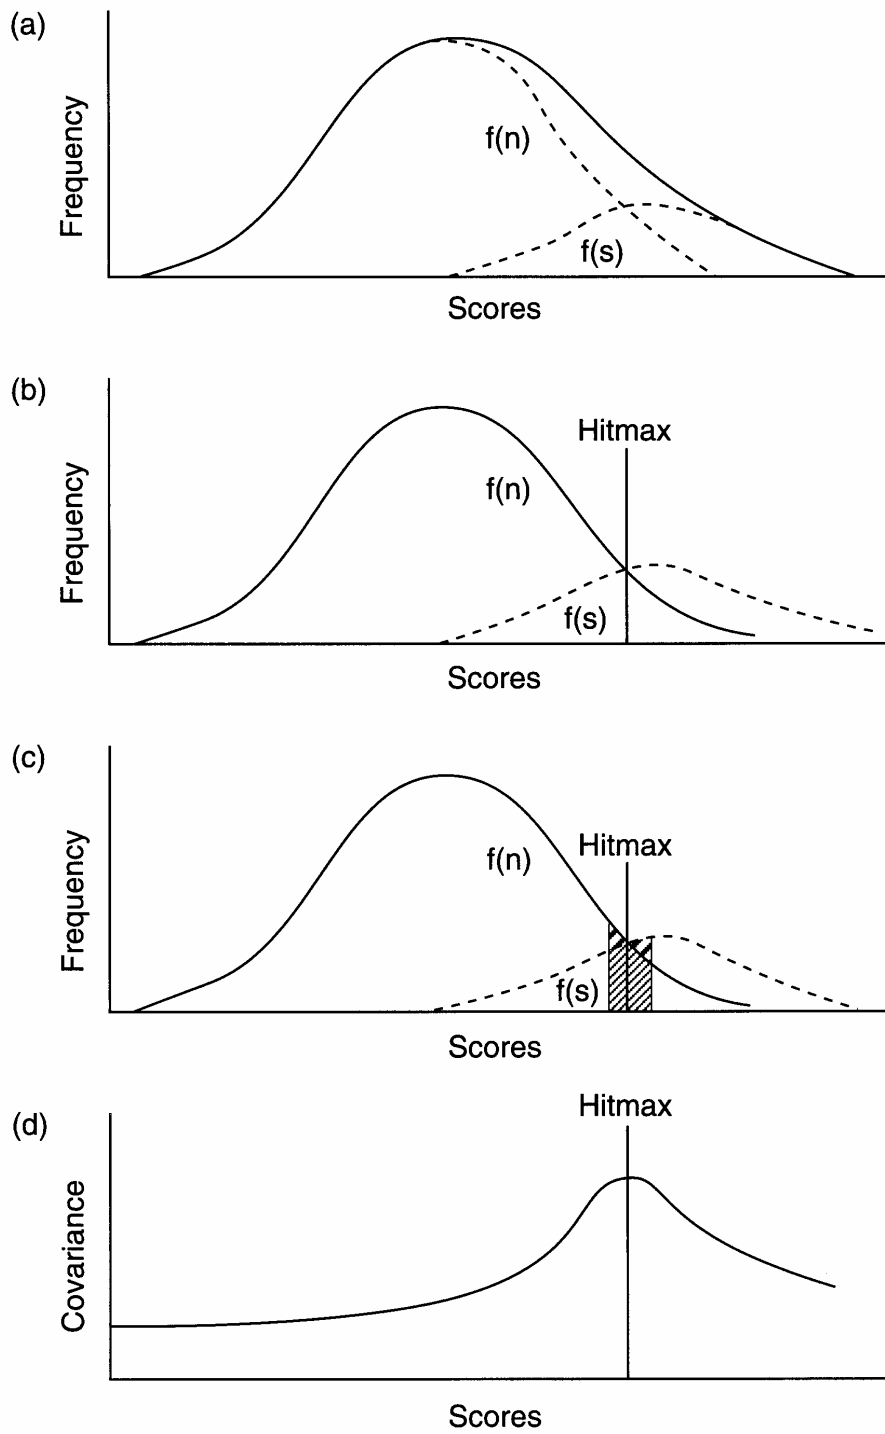 (a)
Frequency
f(n)
f(s)
Scores
(b)
Frequency
Hitmax
f(n)
f(s)
Scores
(c)
Frequency
Hitmax
f(n)
f(s)
Scores
(d)
Hitmax
Covariance
Scores